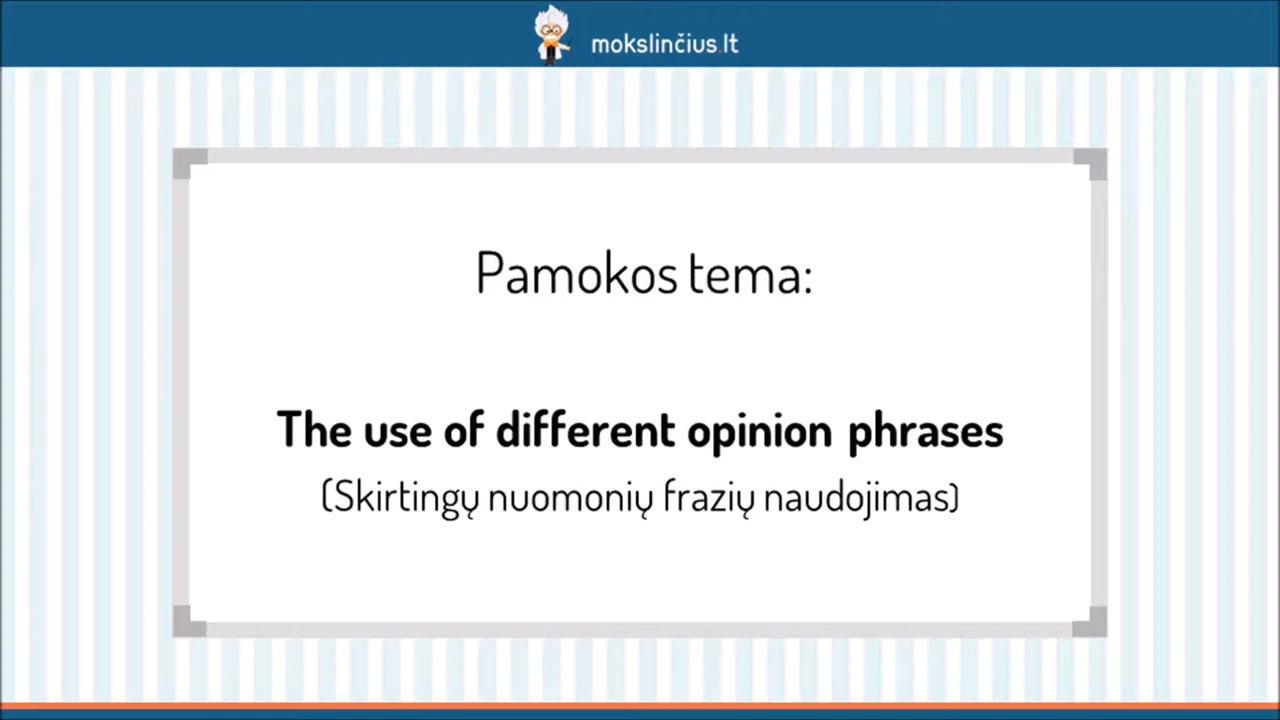 mokslinčius.lt
Pamokos tema:
The use of different opinion phrases
(Skirtingų nuomonių frazių naudojimas)